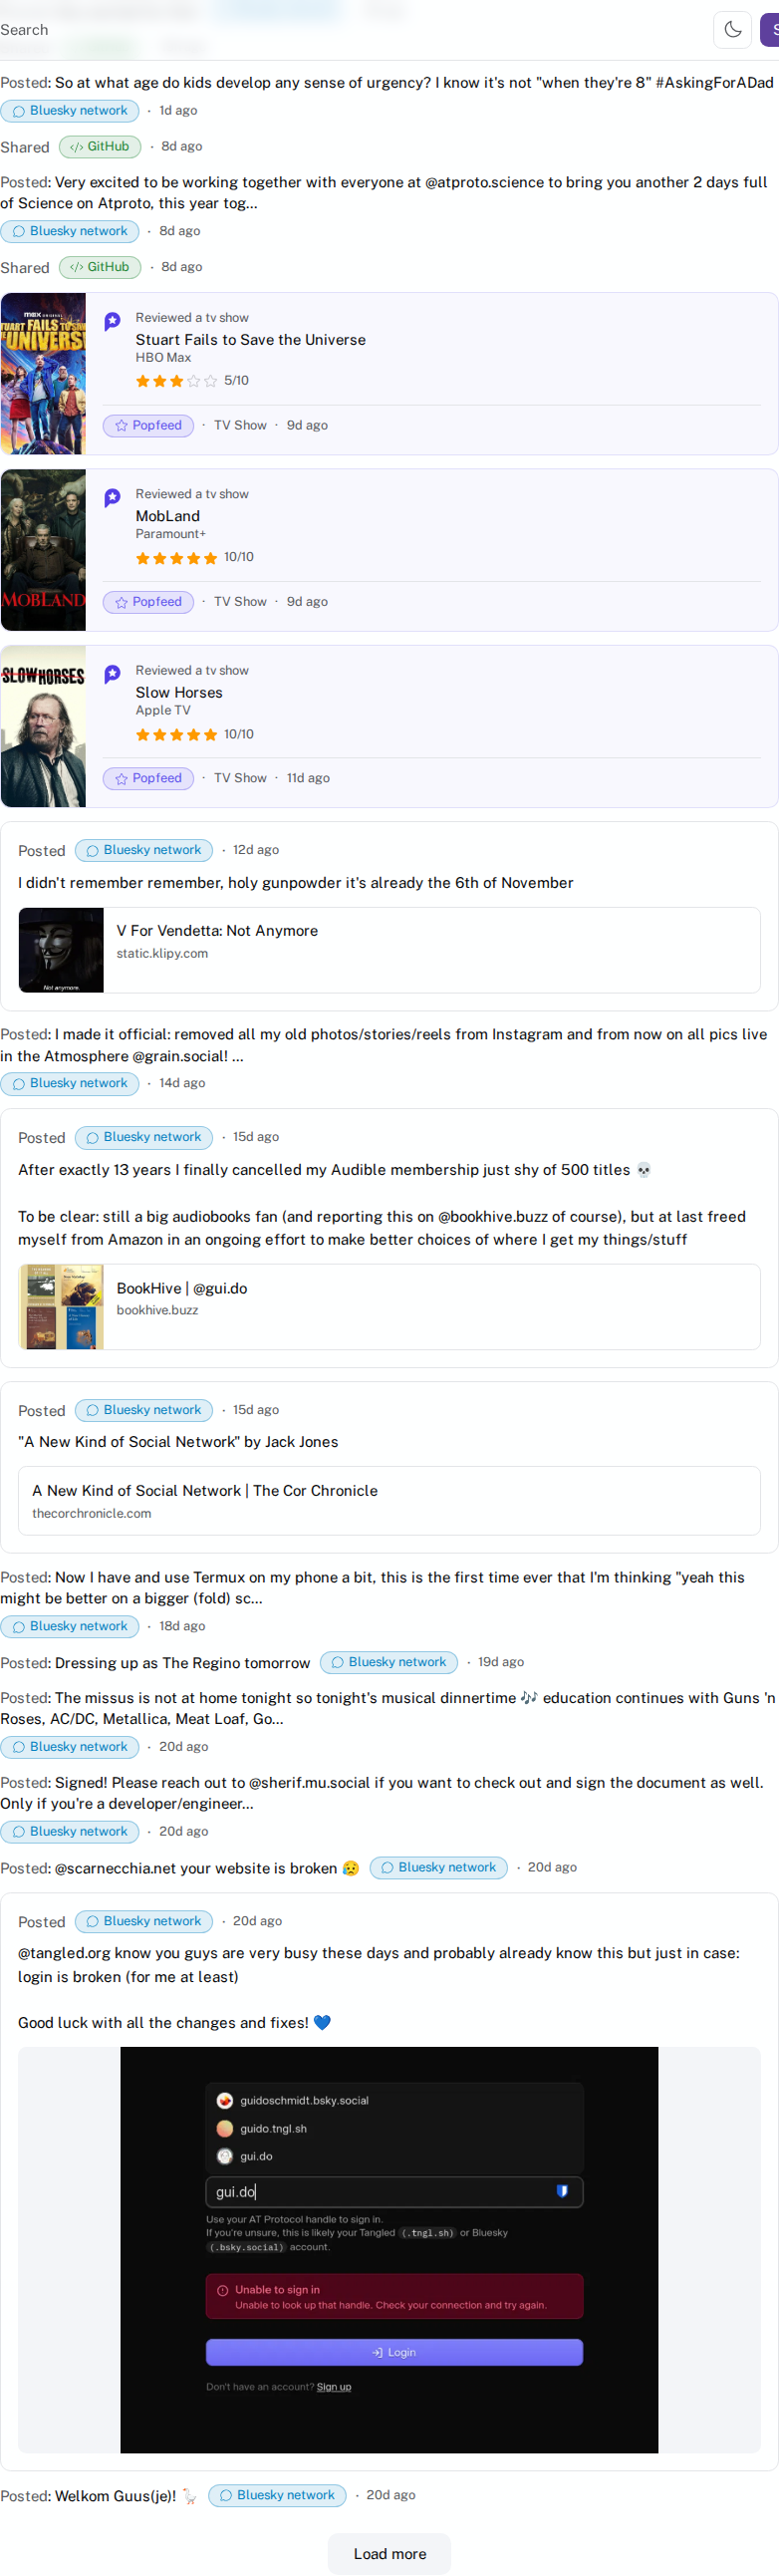 Search
Posted: So at what age do kids develop any sense of urgency? I know it's not "when they're 8" #AskingForADad
Bluesky network · 1d ago
Shared GitHub · 8d ago
Posted: Very excited to be working together with everyone at @atproto.science to bring you another 2 days full
of Science on Atproto, this year tog...
Bluesky network · 8d ago
Shared GitHub · 8d ago
max
STUART FAILS TO SAVE
THE UNIVERSE
Reviewed a tv show
Stuart Fails to Save the Universe
HBO Max
5/10
Popfeed · TV Show · 9d ago
MOBLAND
Reviewed a tv show
MobLand
Paramount+
10/10
Popfeed · TV Show · 9d ago
SLOW HORSES
Reviewed a tv show
Slow Horses
Apple TV
10/10
Popfeed · TV Show · 11d ago
Posted Bluesky network · 12d ago
I didn't remember remember, holy gunpowder it's already the 6th of November
Not anymore.
V For Vendetta: Not Anymore
static.klipy.com
Posted: I made it official: removed all my old photos/stories/reels from Instagram and from now on all pics live
in the Atmosphere @grain.social! ...
Bluesky network · 14d ago
Posted Bluesky network · 15d ago
After exactly 13 years I finally cancelled my Audible membership just shy of 500 titles 💀
To be clear: still a big audiobooks fan (and reporting this on @bookhive.buzz of course), but at last freed
myself from Amazon in an ongoing effort to make better choices of where I get my things/stuff
BookHive | @gui.do
bookhive.buzz
Posted Bluesky network · 15d ago
"A New Kind of Social Network" by Jack Jones
A New Kind of Social Network | The Cor Chronicle
thecorchronicle.com
Posted: Now I have and use Termux on my phone a bit, this is the first time ever that I'm thinking "yeah this
might be better on a bigger (fold) sc...
Bluesky network · 18d ago
Posted: Dressing up as The Regino tomorrow Bluesky network · 19d ago
Posted: The missus is not at home tonight so tonight's musical dinnertime 🎶 education continues with Guns 'n
Roses, AC/DC, Metallica, Meat Loaf, Go...
Bluesky network · 20d ago
Posted: Signed! Please reach out to @sherif.mu.social if you want to check out and sign the document as well.
Only if you're a developer/engineer...
Bluesky network · 20d ago
Posted: @scarnecchia.net your website is broken 😥 Bluesky network · 20d ago
Posted Bluesky network · 20d ago
@tangled.org know you guys are very busy these days and probably already know this but just in case:
login is broken (for me at least)
Good luck with all the changes and fixes! 💙
guidoschmidt.bsky.social
guido.tngl.sh
gui.do
gui.do
Use your AT Protocol handle to sign in.
If you're unsure, this is likely your Tangled (.tngl.sh) or Bluesky
(.bsky.social) account.
Unable to sign in
Unable to look up that handle. Check your connection and try again.
Login
Don't have an account? Sign up
Posted: Welkom Guus(je)! 🪿 Bluesky network · 20d ago
Load more